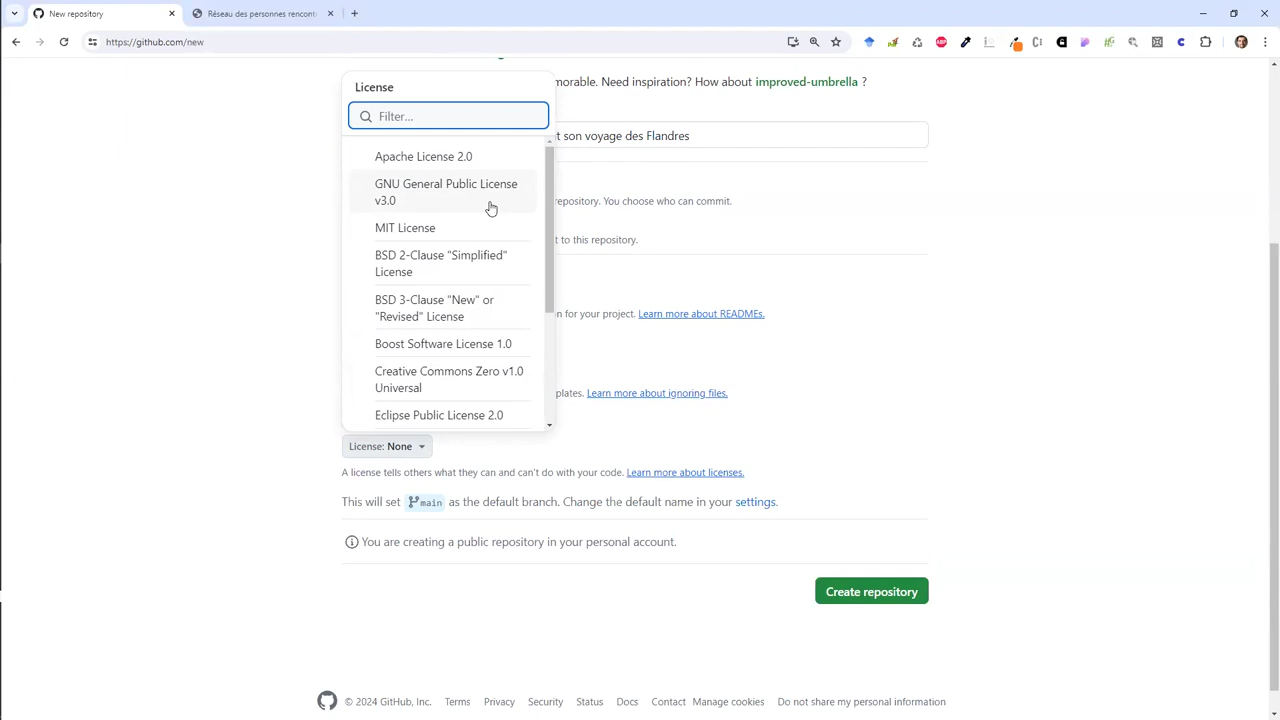 New repository
Réseau des personnes rencont
https://github.com/new
License
morable. Need inspiration? How about improved-umbrella ?
Filter...
t son voyage des Flandres
Apache License 2.0
GNU General Public License
v3.0
repository. You choose who can commit.
MIT License
t to this repository.
BSD 2-Clause "Simplified"
License
BSD 3-Clause "New" or
"Revised" License
n for your project. Learn more about READMEs.
Boost Software License 1.0
Creative Commons Zero v1.0
Universal
plates. Learn more about ignoring files.
Eclipse Public License 2.0
License: None
A license tells others what they can and can't do with your code. Learn more about licenses.
This will set main as the default branch. Change the default name in your settings.
You are creating a public repository in your personal account.
Create repository
© 2024 GitHub, Inc. Terms Privacy Security Status Docs Contact Manage cookies Do not share my personal information